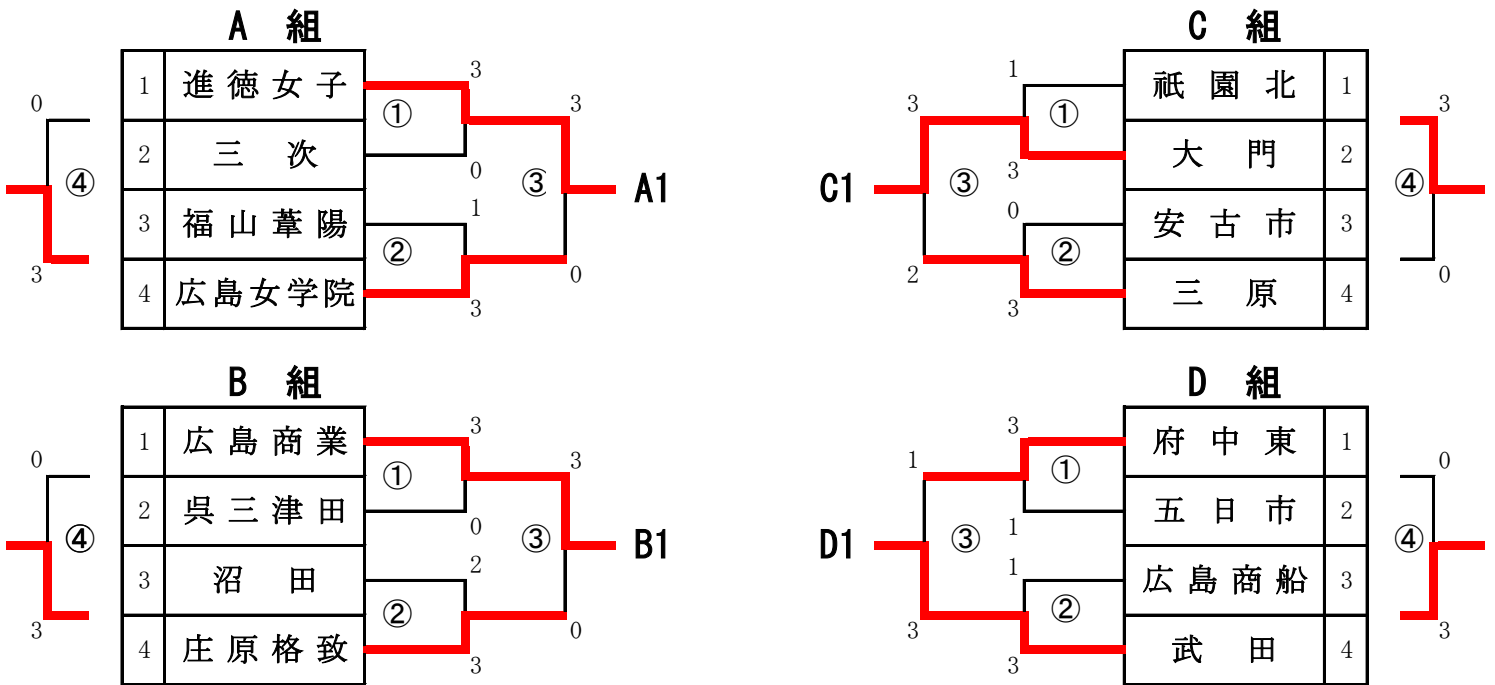 A 組
1 進徳女子
2 三次
3 福山葦陽
4 広島女学院
① 3 0
② 1 3
③ 3 0
A1
④ 0 3
C 組
祇園北 1
大門 2
安古市 3
三原 4
① 1 3
② 0 3
③ 3 2
C1
④ 3 0
B 組
1 広島商業
2 呉三津田
3 沼田
4 庄原格致
① 3 0
② 2 3
③ 3 0
B1
④ 0 3
D 組
府中東 1
五日市 2
広島商船 3
武田 4
① 3 1
② 1 3
③ 1 3
D1
④ 0 3